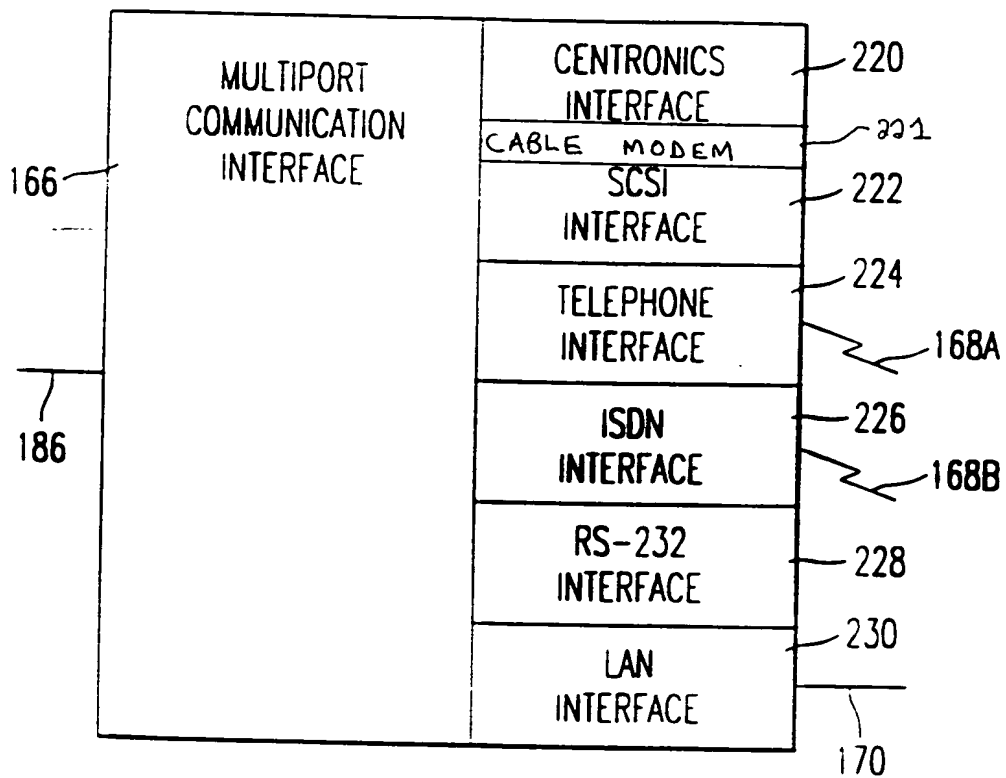 MULTIPORT
COMMUNICATION
INTERFACE
166
186
CENTRONICS
INTERFACE
220
CABLE MODEM
221
SCSI
INTERFACE
222
TELEPHONE
INTERFACE
224
168A
ISDN
INTERFACE
226
168B
RS-232
INTERFACE
228
LAN
INTERFACE
230
170